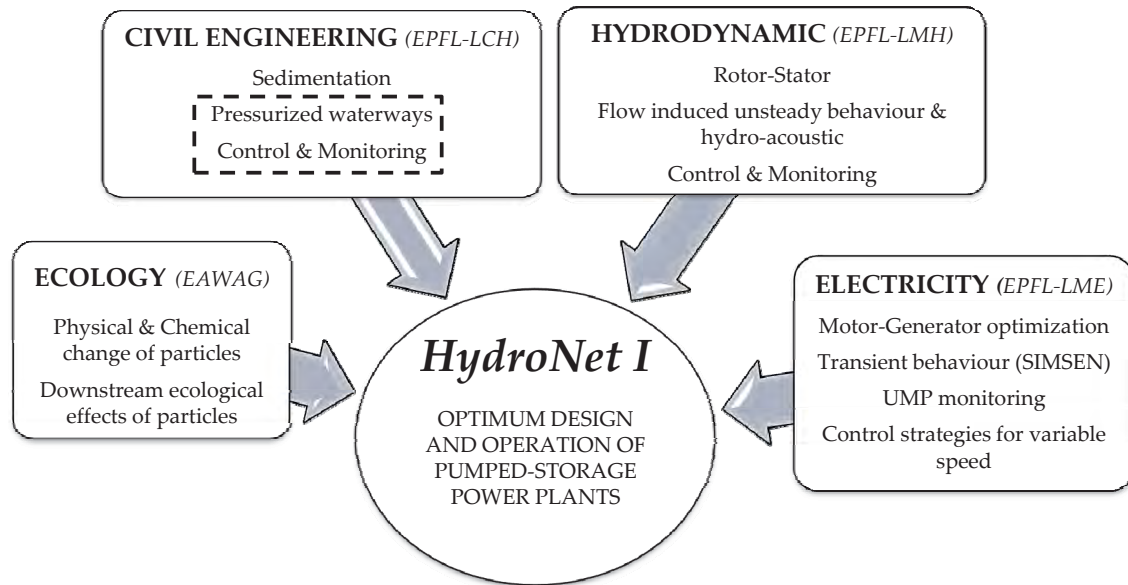 CIVIL ENGINEERING (EPFL-LCH)
Sedimentation
Pressurized waterways
Control & Monitoring
HYDRODYNAMIC (EPFL-LMH)
Rotor-Stator
Flow induced unsteady behaviour &
hydro-acoustic
Control & Monitoring
ECOLOGY (EAWAG)
Physical & Chemical
change of particles
Downstream ecological
effects of particles
HydroNet I
OPTIMUM DESIGN
AND OPERATION OF
PUMPED-STORAGE
POWER PLANTS
ELECTRICITY (EPFL-LME)
Motor-Generator optimization
Transient behaviour (SIMSEN)
UMP monitoring
Control strategies for variable
speed